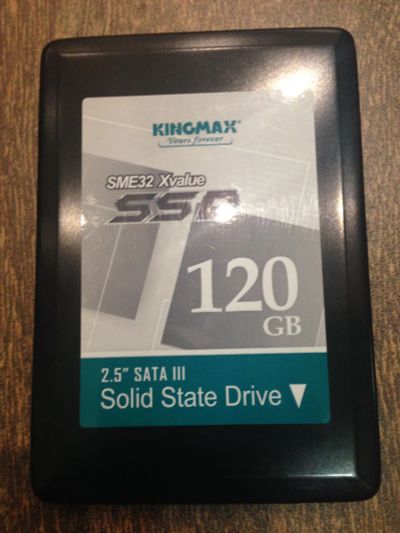 KINGMAX®
Yours forever
SME32 Xvalue
SSD
120
GB
2.5" SATA III
Solid State Drive